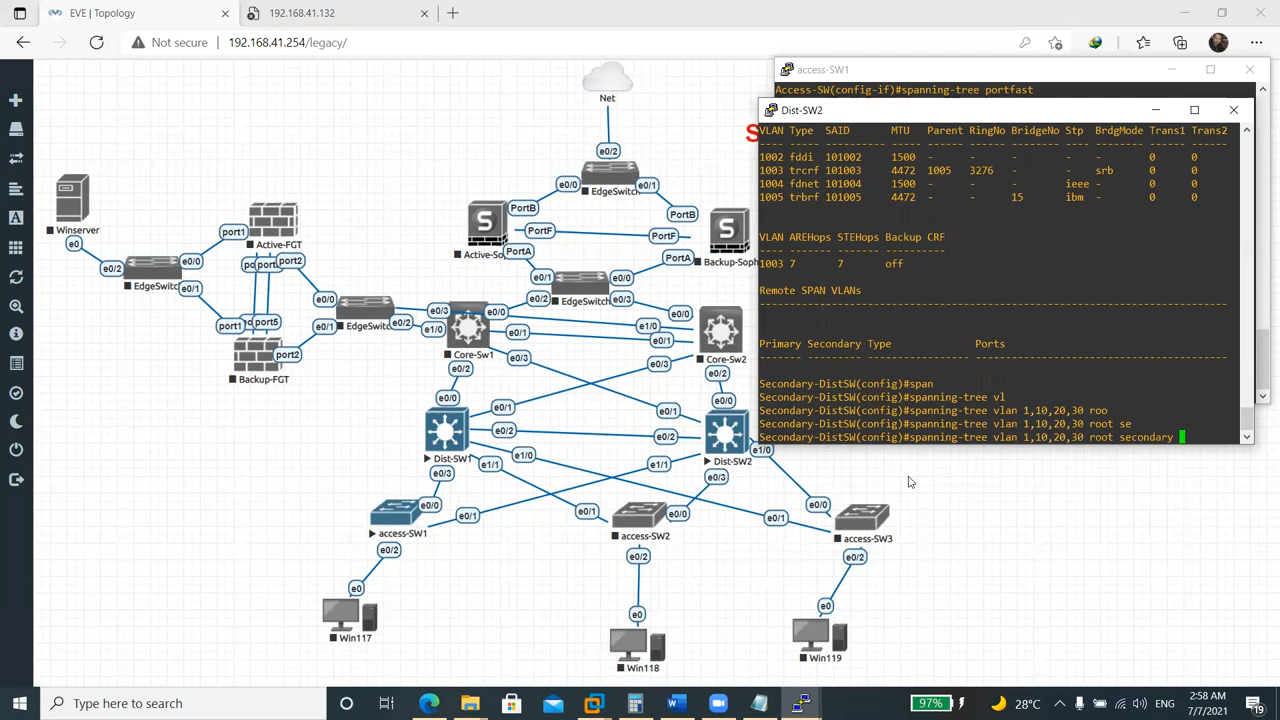 EVE | Topology
192.168.41.132
Not secure
192.168.41.254/legacy/
access-SW1
Access-SW(config-if)#spanning-tree portfast
Dist-SW2
VLAN Type SAID MTU Parent RingNo BridgeNo Stp BrdgMode Trans1 Trans2
---- ----- ---------- ----- ------ ------ -------- ---- -------- ------ ------
1002 fddi 101002 1500 - - - - - 0 0
1003 trcrf 101003 4472 1005 3276 - - srb 0 0
1004 fdnet 101004 1500 - - - ieee - 0 0
1005 trbrf 101005 4472 - - 15 ibm - 0 0
VLAN AREHops STEHops Backup CRF
---- ------- ------- ----------
1003 7 7 off
Remote SPAN VLANs
Primary Secondary Type Ports
Secondary-DistSW(config)#span
Secondary-DistSW(config)#spanning-tree vl
Secondary-DistSW(config)#spanning-tree vlan 1,10,20,30 roo
Secondary-DistSW(config)#spanning-tree vlan 1,10,20,30 root se
Secondary-DistSW(config)#spanning-tree vlan 1,10,20,30 root secondary
S
Net
e0/2
EdgeSwitch
e0/0
e0/1
PortB
PortB
PortF
PortF
Active-So
Backup-Soph
PortA
PortA
Winserver
e0
e0/2
EdgeSwitc
e0/0
e0/1
port1
Active-FGT
port2
port1
port5
port2
Backup-FGT
e0/0
e0/1
EdgeSwi
e0/2
e0/1
e0/0
EdgeSwitch
e0/2
e0/3
e0/3
e0/0
e1/0
Core-Sw1
e0/1
e0/3
e0/2
e0/0
e1/0
e0/1
Core-Sw2
e0/3
e0/2
e0/0
e0/1
e0/1
e0/0
e0/2
e0/2
Dist-SW1
Dist-SW2
e0/3
e1/1
e1/0
e1/1
e0/3
e1/0
e0/0
e0/1
access-SW1
e0/2
e0/1
e0/0
access-SW2
e0/2
e0/1
e0/0
access-SW3
e0/2
e0
Win117
e0
Win118
e0
Win119
Type here to search
97%
28°C
ENG
2:58 AM
7/7/2021
19